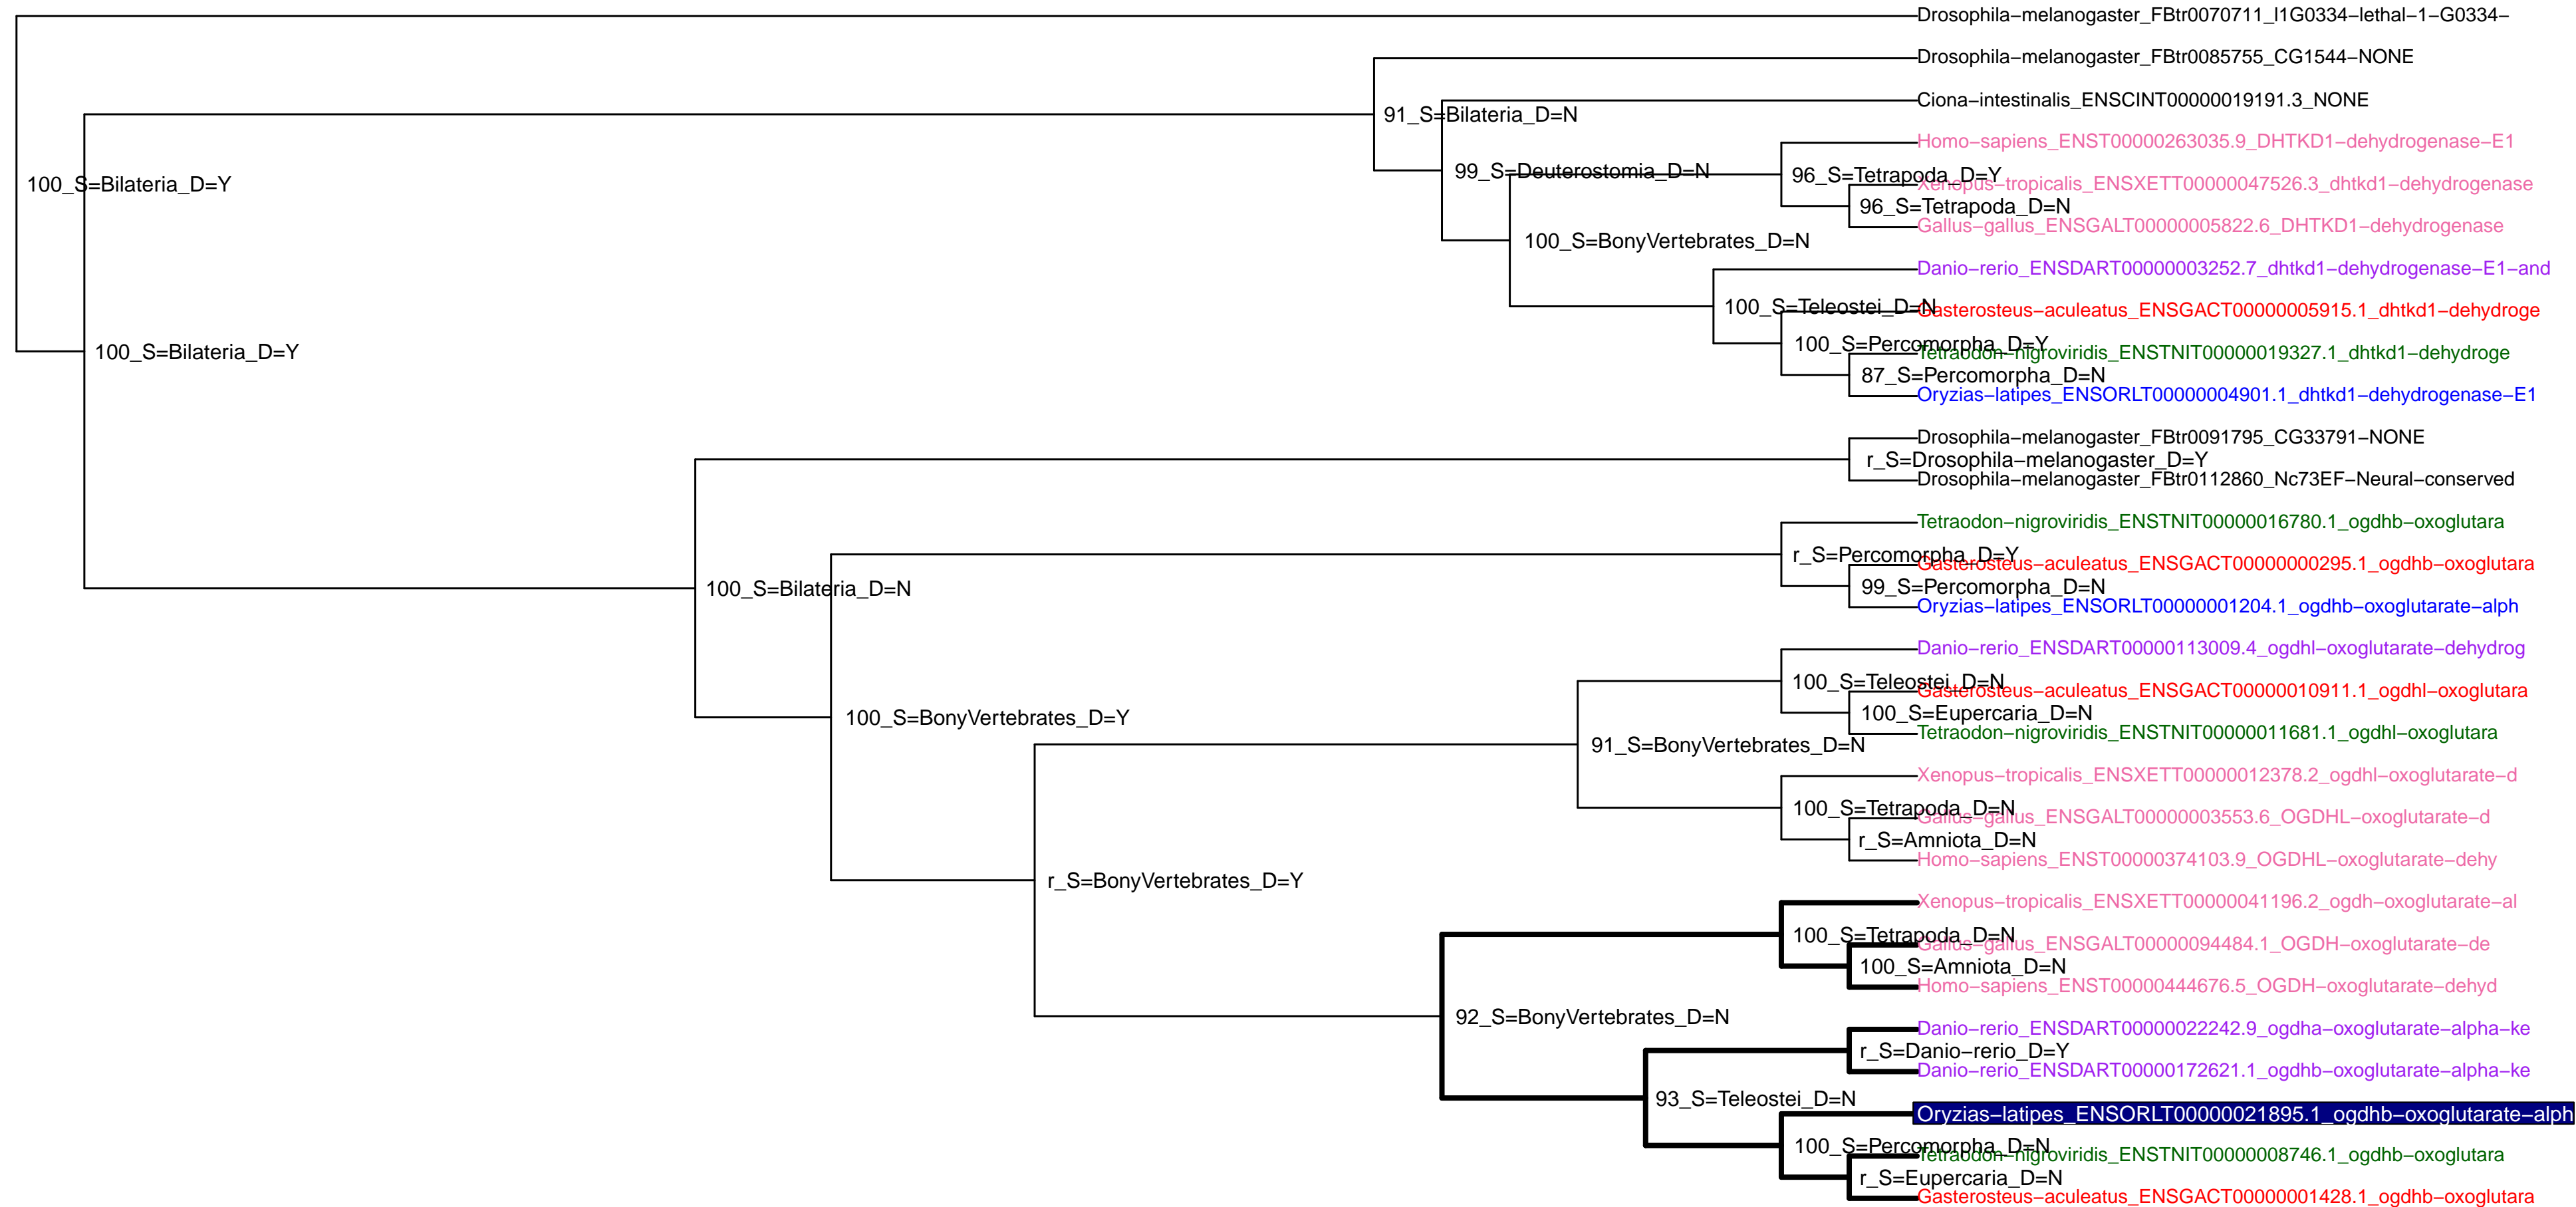 Drosophila−melanogaster_FBtr0070711_l1G0334−lethal−1−G0334−
Drosophila−melanogaster_FBtr0085755_CG1544−NONE
Ciona−intestinalis_ENSCINT00000019191.3_NONE
91_S=Bilateria_D=N
Homo−sapiens_ENST00000263035.9_DHTKD1−dehydrogenase−E1
99_S=Deuterostomia_D=N
96_S=Tetrapoda_D=Y
100_S=Bilateria_D=Y
Xenopus−tropicalis_ENSXETT00000047526.3_dhtkd1−dehydrogenase
96_S=Tetrapoda_D=N
Gallus−gallus_ENSGALT00000005822.6_DHTKD1−dehydrogenase
100_S=BonyVertebrates_D=N
Danio−rerio_ENSDART00000003252.7_dhtkd1−dehydrogenase−E1−and
100_S=Teleostei_D=N
Gasterosteus−aculeatus_ENSGACT00000005915.1_dhtkd1−dehydroge
100_S=Percomorpha_D=Y
100_S=Bilateria_D=Y
Tetraodon−nigroviridis_ENSTNIT00000019327.1_dhtkd1−dehydroge
87_S=Percomorpha_D=N
Oryzias−latipes_ENSORLT00000004901.1_dhtkd1−dehydrogenase−E1
Drosophila−melanogaster_FBtr0091795_CG33791−NONE
r_S=Drosophila−melanogaster_D=Y
Drosophila−melanogaster_FBtr0112860_Nc73EF−Neural−conserved
Tetraodon−nigroviridis_ENSTNIT00000016780.1_ogdhb−oxoglutara
r_S=Percomorpha_D=Y
Gasterosteus−aculeatus_ENSGACT00000000295.1_ogdhb−oxoglutara
99_S=Percomorpha_D=N
100_S=Bilateria_D=N
Oryzias−latipes_ENSORLT00000001204.1_ogdhb−oxoglutarate−alph
Danio−rerio_ENSDART00000113009.4_ogdhl−oxoglutarate−dehydrog
100_S=Teleostei_D=N
Gasterosteus−aculeatus_ENSGACT00000010911.1_ogdhl−oxoglutara
100_S=Eupercaria_D=N
100_S=BonyVertebrates_D=Y
Tetraodon−nigroviridis_ENSTNIT00000011681.1_ogdhl−oxoglutara
91_S=BonyVertebrates_D=N
Xenopus−tropicalis_ENSXETT00000012378.2_ogdhl−oxoglutarate−d
100_S=Tetrapoda_D=N
Gallus−gallus_ENSGALT00000003553.6_OGDHL−oxoglutarate−d
r_S=Amniota_D=N
Homo−sapiens_ENST00000374103.9_OGDHL−oxoglutarate−dehy
r_S=BonyVertebrates_D=Y
Xenopus−tropicalis_ENSXETT00000041196.2_ogdh−oxoglutarate−al
100_S=Tetrapoda_D=N
Gallus−gallus_ENSGALT00000094484.1_OGDH−oxoglutarate−de
100_S=Amniota_D=N
Homo−sapiens_ENST00000444676.5_OGDH−oxoglutarate−dehyd
92_S=BonyVertebrates_D=N
Danio−rerio_ENSDART00000022242.9_ogdha−oxoglutarate−alpha−ke
r_S=Danio−rerio_D=Y
Danio−rerio_ENSDART00000172621.1_ogdhb−oxoglutarate−alpha−ke
93_S=Teleostei_D=N
Oryzias−latipes_ENSORLT00000021895.1_ogdhb−oxoglutarate−alph
100_S=Percomorpha_D=N
Tetraodon−nigroviridis_ENSTNIT00000008746.1_ogdhb−oxoglutara
r_S=Eupercaria_D=N
Gasterosteus−aculeatus_ENSGACT00000001428.1_ogdhb−oxoglutara